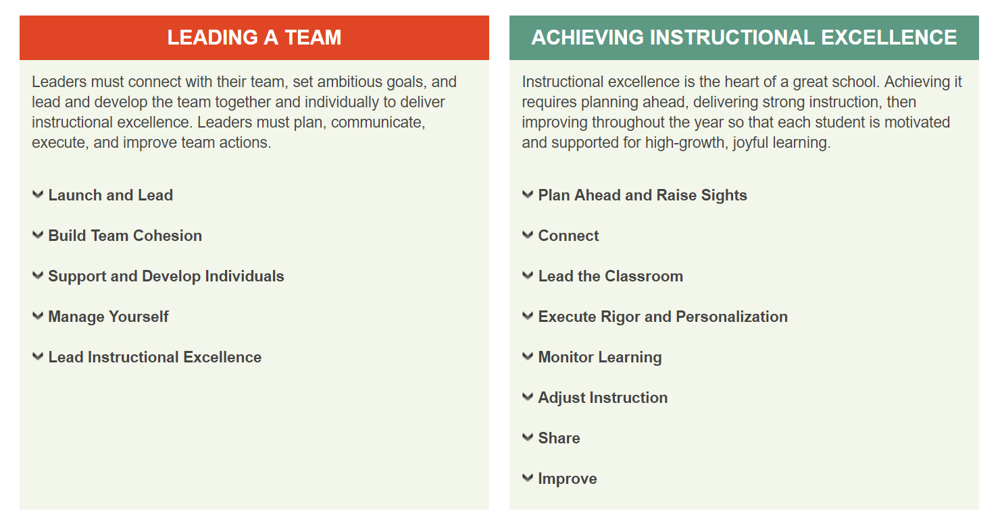 LEADING A TEAM
Leaders must connect with their team, set ambitious goals, and
lead and develop the team together and individually to deliver
instructional excellence. Leaders must plan, communicate,
execute, and improve team actions.
Launch and Lead
Build Team Cohesion
Support and Develop Individuals
Manage Yourself
Lead Instructional Excellence
ACHIEVING INSTRUCTIONAL EXCELLENCE
Instructional excellence is the heart of a great school. Achieving it
requires planning ahead, delivering strong instruction, then
improving throughout the year so that each student is motivated
and supported for high-growth, joyful learning.
Plan Ahead and Raise Sights
Connect
Lead the Classroom
Execute Rigor and Personalization
Monitor Learning
Adjust Instruction
Share
Improve